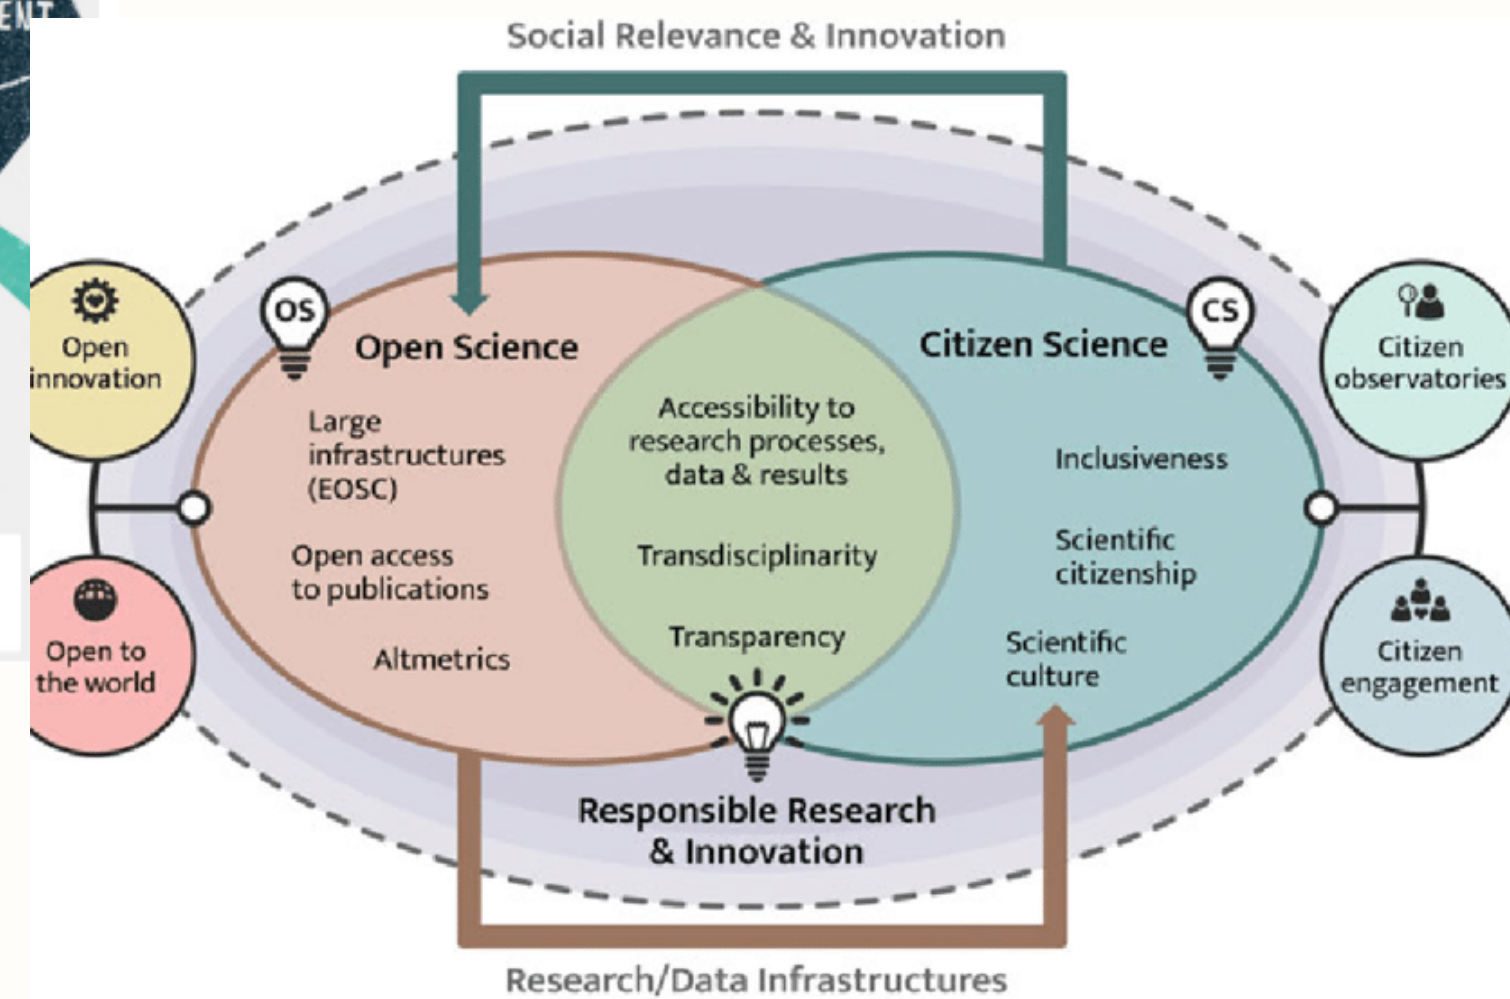 ENT
Social Relevance & Innovation
OS
Open Science
CS
Citizen Science
Open
innovation
Open to
the world
Large
infrastructures
(EOSC)
Open access
to publications
Altmetrics
Accessibility to
research processes,
data & results
Transdisciplinarity
Transparency
Inclusiveness
Scientific
citizenship
Scientific
culture
Citizen
observatories
Citizen
engagement
Responsible Research
& Innovation
Research/Data Infrastructures